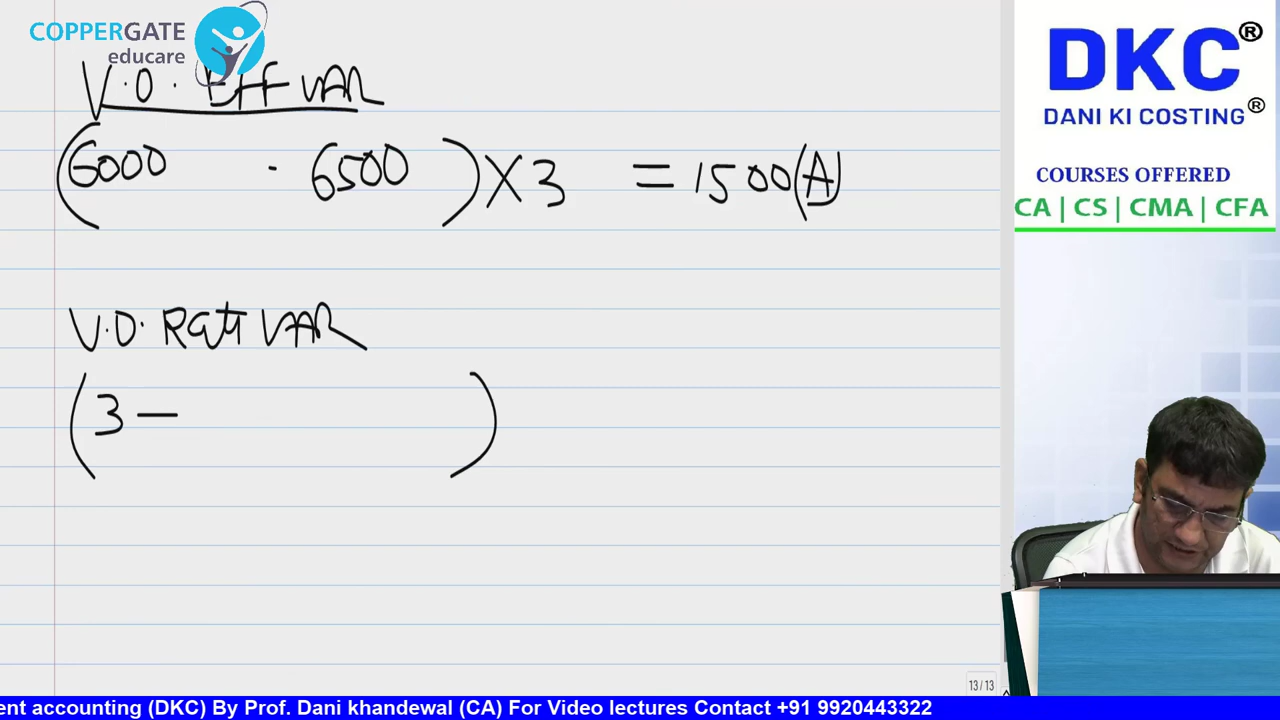 COPPERGATE
educare
V.O. Eff VAR
(6000 - 6500) X 3 = 1500(A)
V.O. Rate VAR
(3 — )
DKC®
DANI KI COSTING®
COURSES OFFERED
CA | CS | CMA | CFA
13/13
ent accounting (DKC) By Prof. Dani khandewal (CA) For Video lectures Contact +91 9920443322